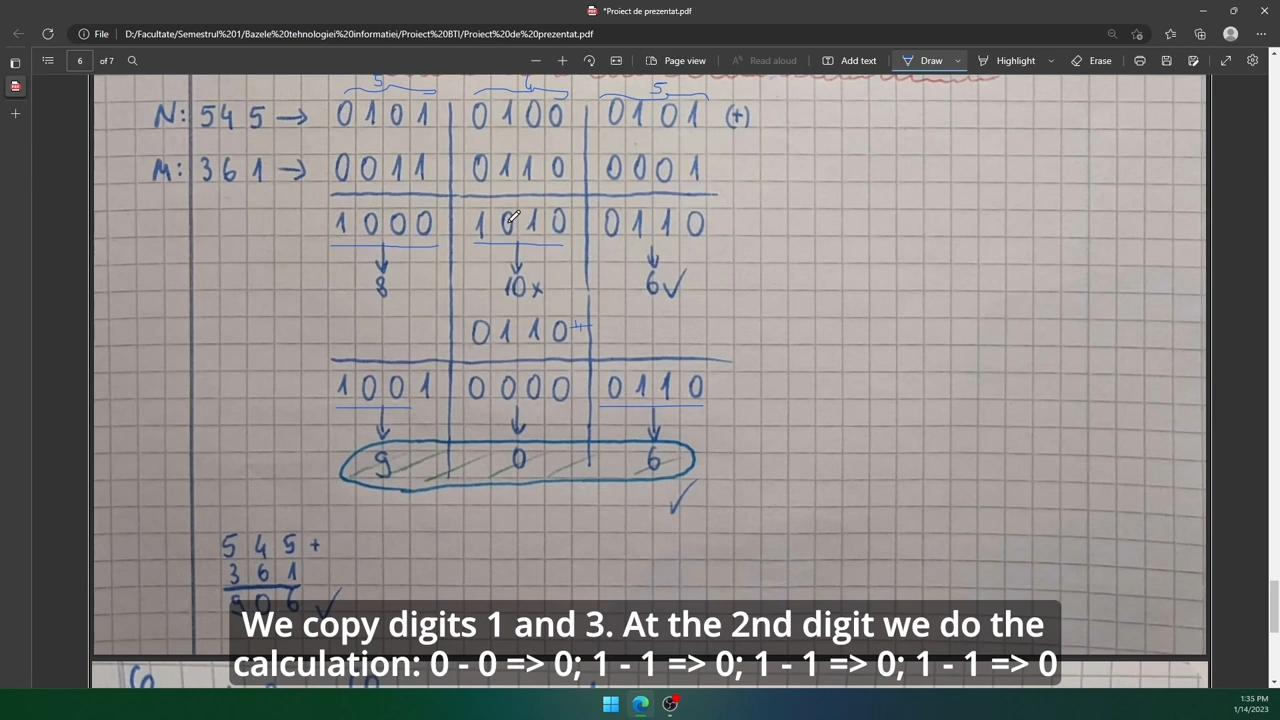 *Proiect de prezentat.pdf
File D:/Facultate/Semestrul%201/Bazele%20tehnologiei%20informatiei/Proiect%20BTI/Proiect%20de%20prezentat.pdf
6 of 7 Page view Read aloud Add text Draw Highlight Erase
5 4 5
N: 5 4 5 → 0 1 0 1 0 1 0 0 0 1 0 1 (+)
M: 3 6 1 → 0 0 1 1 0 1 1 0 0 0 0 1
1 0 0 0 1 0 1 0 0 1 1 0
8 10 x 6 ✓
0 1 1 0 +
1 0 0 1 0 0 0 0 0 1 1 0
9 0 6
✓
5 4 5 +
3 6 1
9 0 6 ✓
We copy digits 1 and 3. At the 2nd digit we do the
calculation: 0 - 0 => 0; 1 - 1 => 0; 1 - 1 => 0; 1 - 1 => 0
1:35 PM
1/14/2023